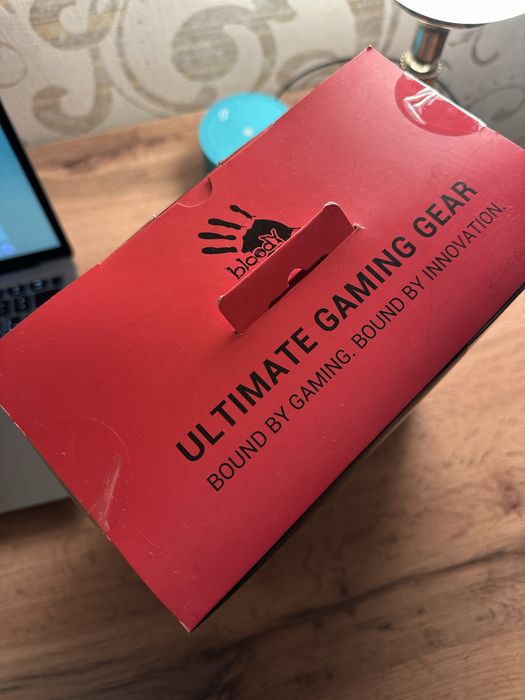 bloody
ULTIMATE GAMING GEAR
BOUND BY GAMING. BOUND BY INNOVATION.